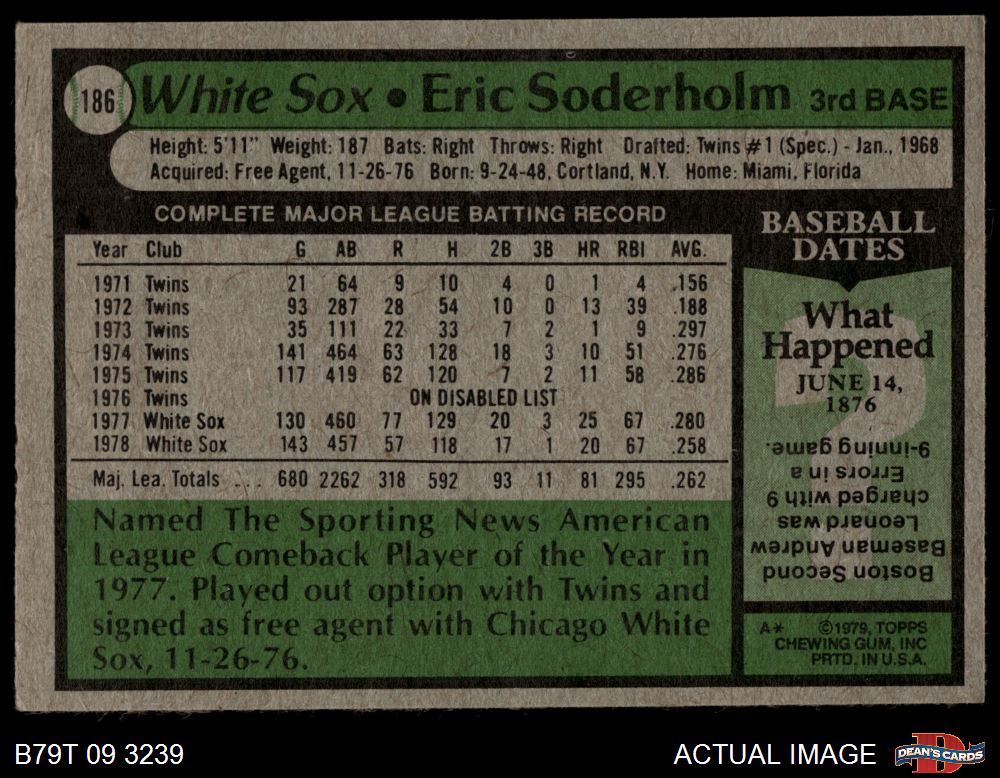 186 White Sox • Eric Soderholm 3rd BASE
Height: 5'11" Weight: 187 Bats: Right Throws: Right Drafted: Twins #1 (Spec.) - Jan., 1968
Acquired: Free Agent, 11-26-76 Born: 9-24-48, Cortland, N.Y. Home: Miami, Florida
COMPLETE MAJOR LEAGUE BATTING RECORD
Year Club G AB R H 2B 3B HR RBI AVG.
1971 Twins 21 64 9 10 4 0 1 4 .156
1972 Twins 93 287 28 54 10 0 13 39 .188
1973 Twins 35 111 22 33 7 2 1 9 .297
1974 Twins 141 464 63 128 18 3 10 51 .276
1975 Twins 117 419 62 120 7 2 11 58 .286
1976 Twins ON DISABLED LIST
1977 White Sox 130 460 77 129 20 3 25 67 .280
1978 White Sox 143 457 57 118 17 1 20 67 .258
Maj. Lea. Totals ... 680 2262 318 592 93 11 81 295 .262
Named The Sporting News American
League Comeback Player of the Year in
1977. Played out option with Twins and
signed as free agent with Chicago White
Sox, 11-26-76.
BASEBALL
DATES
What
Happened
JUNE 14,
1876
Boston Second
Baseman Andrew
Leonard was
charged with 9
Errors in a
9-inning game.
A* ©1979, TOPPS
CHEWING GUM, INC
PRTD. IN U.S.A.
B79T 09 3239
ACTUAL IMAGE
DEAN'S CARDS